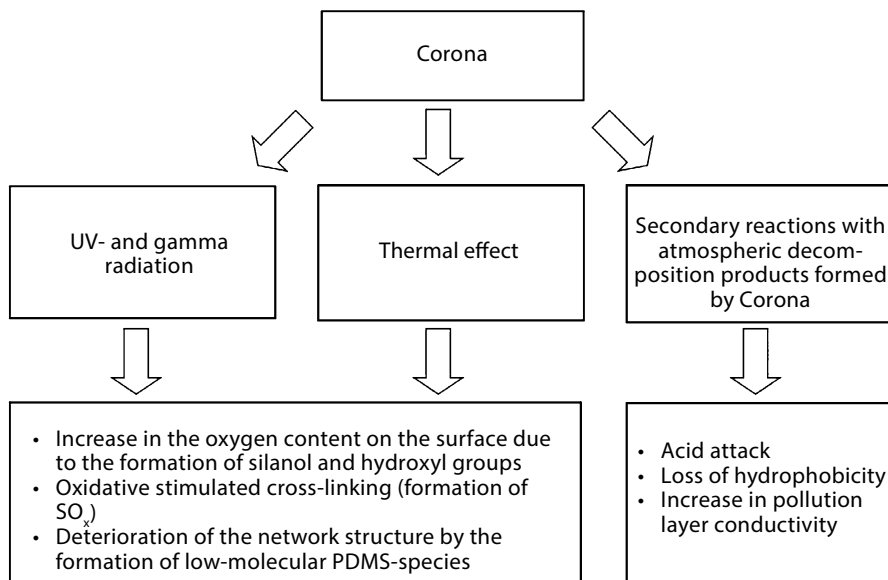 Corona
UV- and gamma
radiation
Thermal effect
Secondary reactions with
atmospheric decom-
position products formed
by Corona
• Increase in the oxygen content on the surface due
to the formation of silanol and hydroxyl groups
• Oxidative stimulated cross-linking (formation of
SOₓ)
• Deterioration of the network structure by the
formation of low-molecular PDMS-species
• Acid attack
• Loss of hydrophobicity
• Increase in pollution
layer conductivity